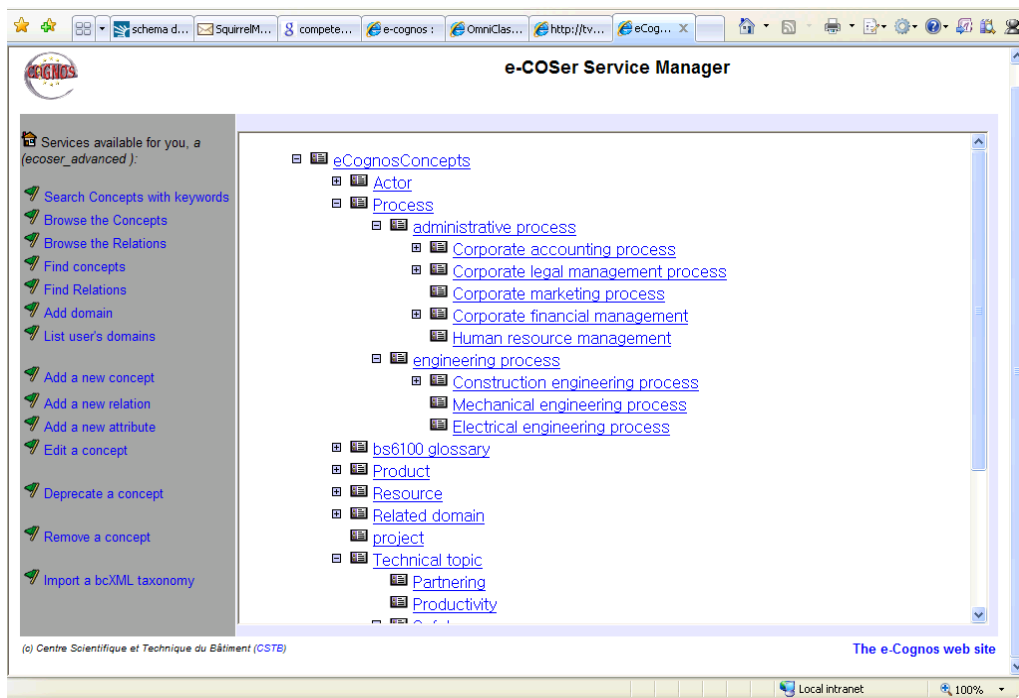 schema d...
SquirrelM...
compete...
e-cognos :
OmniClas...
http://tv...
eCog...
COGNOS
e-COSer Service Manager
Services available for you, a
(ecoser_advanced ):
Search Concepts with keywords
Browse the Concepts
Browse the Relations
Find concepts
Find Relations
Add domain
List user's domains
Add a new concept
Add a new relation
Add a new attribute
Edit a concept
Deprecate a concept
Remove a concept
Import a bcXML taxonomy
eCognosConcepts
Actor
Process
administrative process
Corporate accounting process
Corporate legal management process
Corporate marketing process
Corporate financial management
Human resource management
engineering process
Construction engineering process
Mechanical engineering process
Electrical engineering process
bs6100 glossary
Product
Resource
Related domain
project
Technical topic
Partnering
Productivity
(c) Centre Scientifique et Technique du Bâtiment (CSTB)
The e-Cognos web site
Local intranet
100%